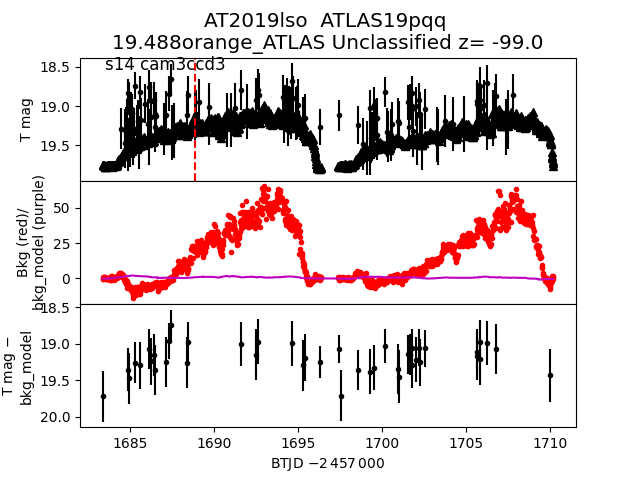 AT2019lso ATLAS19pqq
19.488orange_ATLAS Unclassified z= -99.0
s14 cam3ccd3
T mag
18.5
19.0
19.5
Bkg (red)/
bkg_model (purple)
50
25
0
T mag −
bkg_model
18.5
19.0
19.5
20.0
1685
1690
1695
1700
1705
1710
BTJD −2 457 000